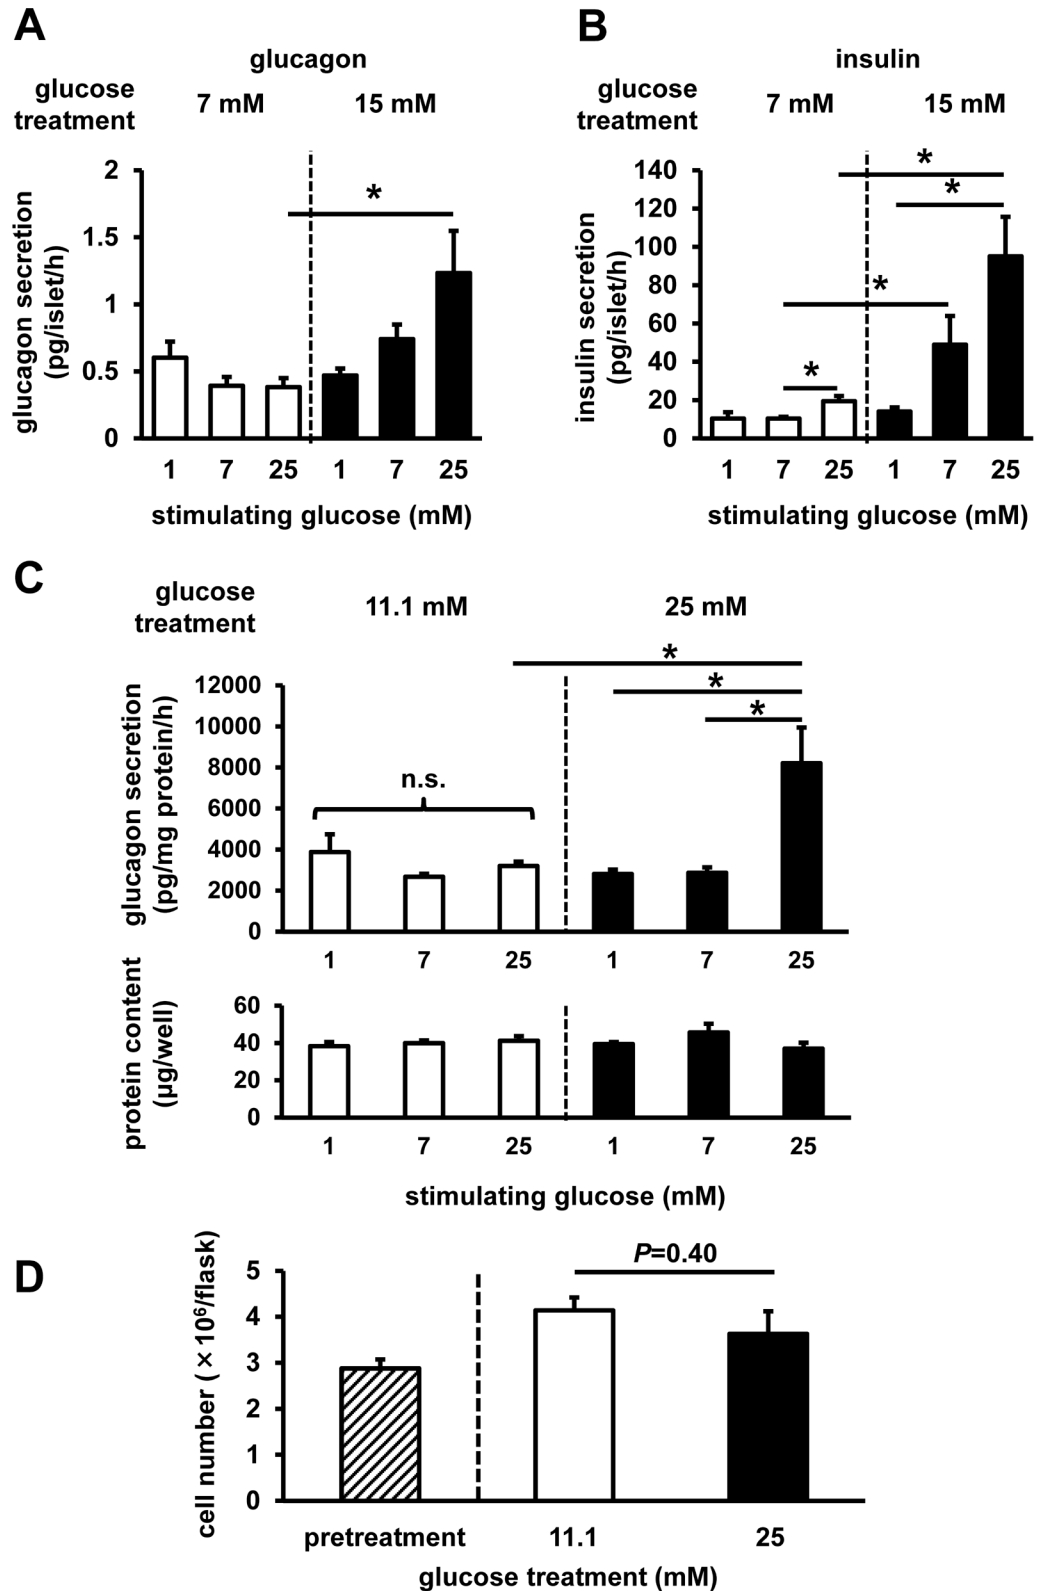 A
glucagon
glucose
treatment
7 mM
15 mM
glucagon secretion
(pg/islet/h)
2
1.5
1
0.5
0
*
1 7 25 1 7 25
stimulating glucose (mM)
B
insulin
glucose
treatment
7 mM
15 mM
insulin secretion
(pg/islet/h)
140
120
100
80
60
40
20
0
*
*
*
*
1 7 25 1 7 25
stimulating glucose (mM)
C
glucose
treatment
11.1 mM
25 mM
glucagon secretion
(pg/mg protein/h)
12000
10000
8000
6000
4000
2000
0
n.s.
*
*
*
1 7 25 1 7 25
protein content
(μg/well)
60
40
20
0
1 7 25 1 7 25
stimulating glucose (mM)
D
cell number (×10⁶/flask)
5
4
3
2
1
0
P=0.40
pretreatment 11.1 25
glucose treatment (mM)